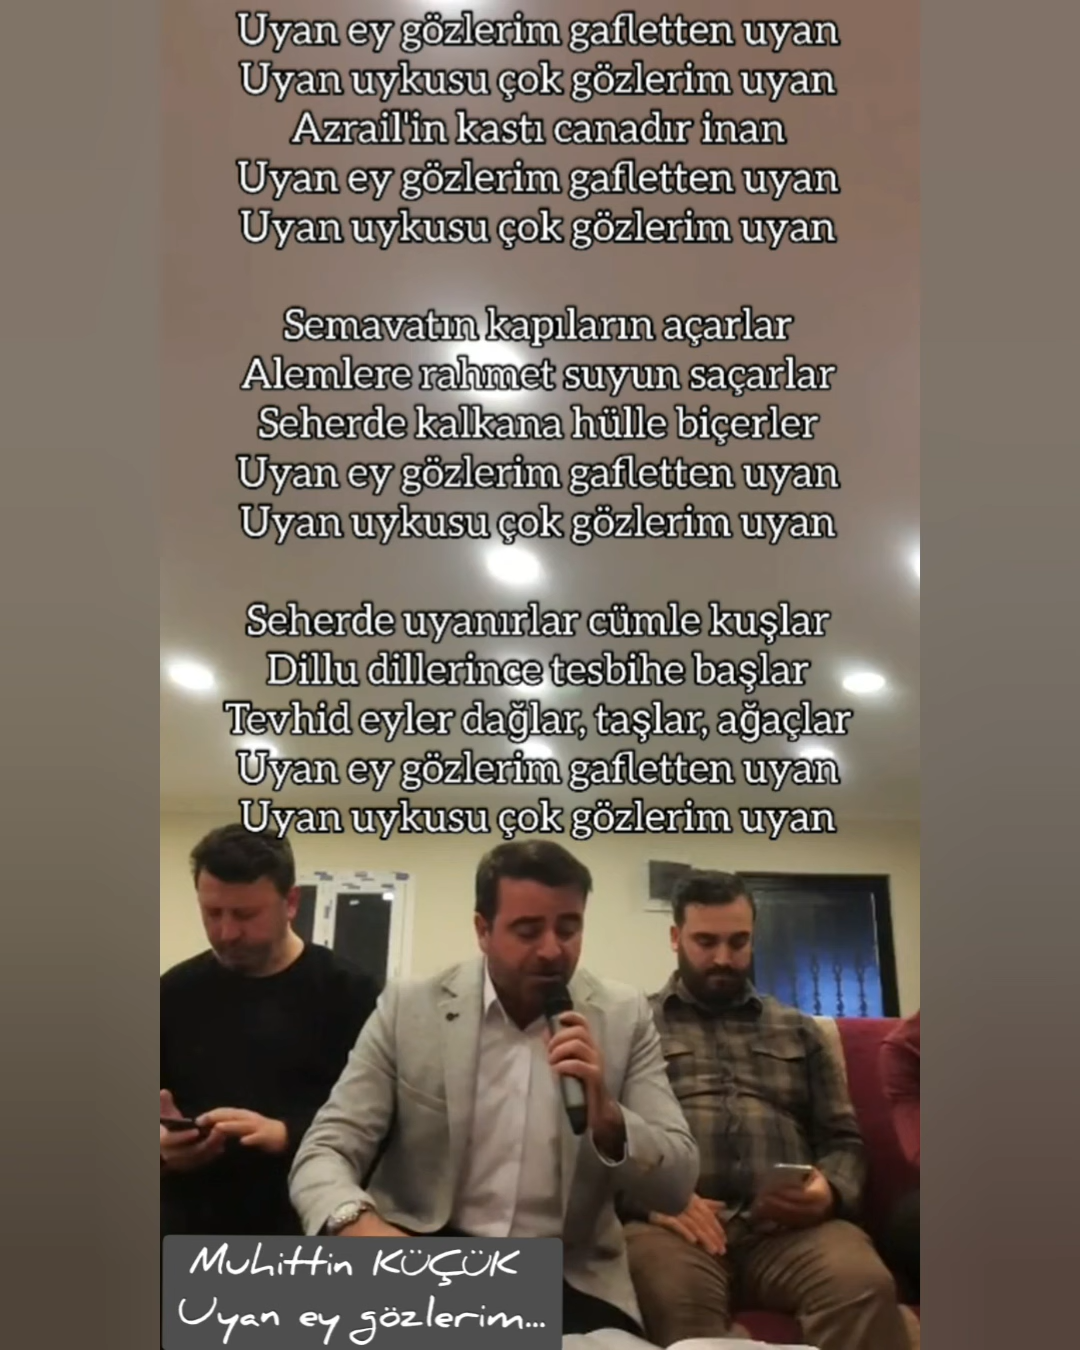 Uyan ey gözlerim gafletten uyan
Uyan uykusu çok gözlerim uyan
Azrail'in kastı canadır inan
Uyan ey gözlerim gafletten uyan
Uyan uykusu çok gözlerim uyan
Semavatın kapıların açarlar
Alemlere rahmet suyun saçarlar
Seherde kalkana hülle biçerler
Uyan ey gözlerim gafletten uyan
Uyan uykusu çok gözlerim uyan
Seherde uyanırlar cümle kuşlar
Dillu dillerince tesbihe başlar
Tevhid eyler dağlar, taşlar, ağaçlar
Uyan ey gözlerim gafletten uyan
Uyan uykusu çok gözlerim uyan
Muhittin KÜÇÜK
Uyan ey gözlerim...